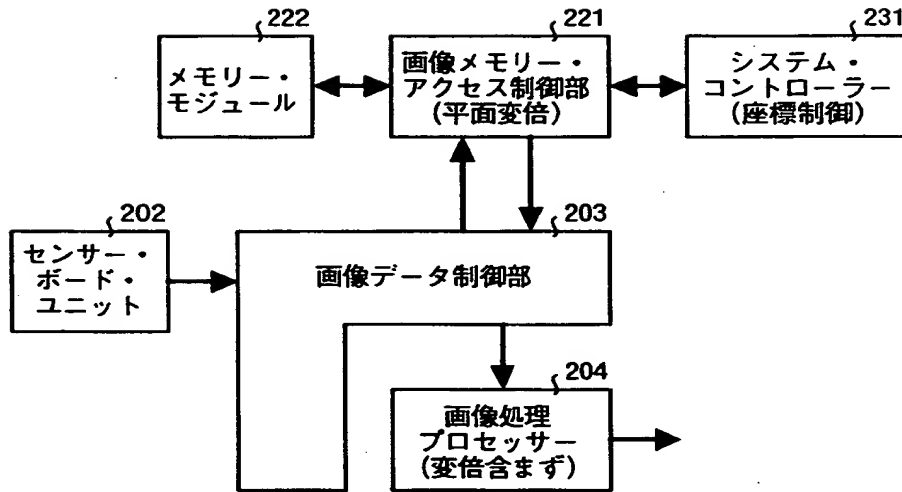 222
メモリー・
モジュール
221
画像メモリー・
アクセス制御部
(平面変倍)
231
システム・
コントローラー
(座標制御)
202
センサー・
ボード・
ユニット
203
画像データ制御部
204
画像処理
プロセッサー
(変倍含まず)